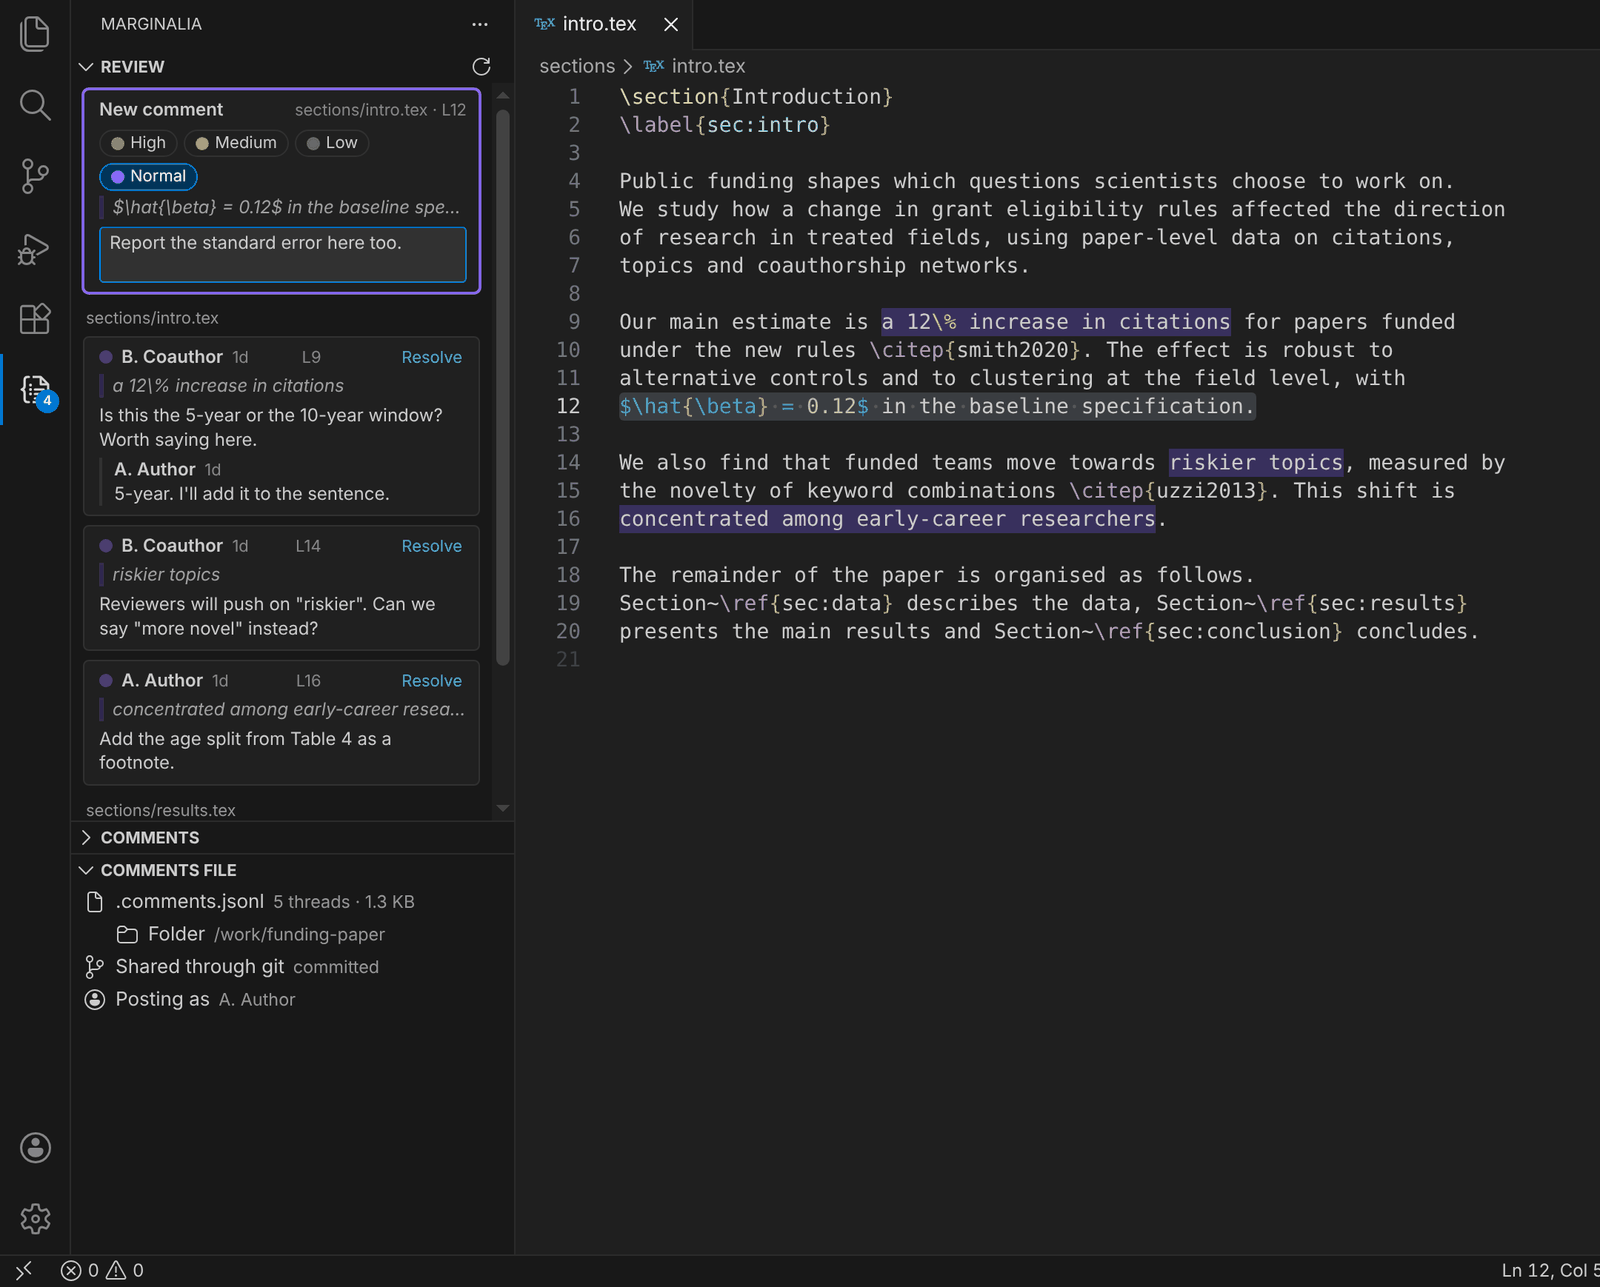 MARGINALIA
REVIEW
New comment sections/intro.tex · L12
High Medium Low
Normal
$\hat{\beta} = 0.12$ in the baseline spe...
Report the standard error here too.
sections/intro.tex
B. Coauthor 1d L9 Resolve
a 12\% increase in citations
Is this the 5-year or the 10-year window?
Worth saying here.
A. Author 1d
5-year. I'll add it to the sentence.
B. Coauthor 1d L14 Resolve
riskier topics
Reviewers will push on "riskier". Can we
say "more novel" instead?
A. Author 1d L16 Resolve
concentrated among early-career resea...
Add the age split from Table 4 as a
footnote.
sections/results.tex
COMMENTS
COMMENTS FILE
.comments.jsonl 5 threads · 1.3 KB
Folder /work/funding-paper
Shared through git committed
Posting as A. Author
4
TEX intro.tex
sections > TEX intro.tex
1 \section{Introduction}
2 \label{sec:intro}
3
4 Public funding shapes which questions scientists choose to work on.
5 We study how a change in grant eligibility rules affected the direction
6 of research in treated fields, using paper-level data on citations,
7 topics and coauthorship networks.
8
9 Our main estimate is a 12\% increase in citations for papers funded
10 under the new rules \citep{smith2020}. The effect is robust to
11 alternative controls and to clustering at the field level, with
12 $\hat{\beta} = 0.12$ in the baseline specification.
13
14 We also find that funded teams move towards riskier topics, measured by
15 the novelty of keyword combinations \citep{uzzi2013}. This shift is
16 concentrated among early-career researchers.
17
18 The remainder of the paper is organised as follows.
19 Section~\ref{sec:data} describes the data, Section~\ref{sec:results}
20 presents the main results and Section~\ref{sec:conclusion} concludes.
21
0 0
Ln 12, Col 5